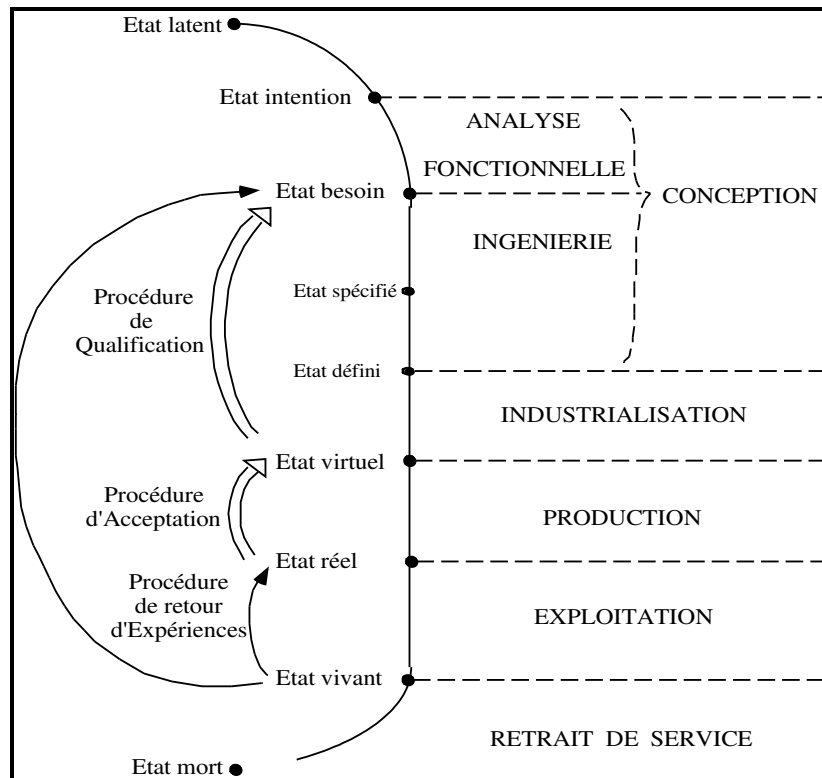 Etat latent
Etat intention
ANALYSE
FONCTIONNELLE
Etat besoin
CONCEPTION
INGENIERIE
Procédure
de
Qualification
Etat spécifié
Etat défini
INDUSTRIALISATION
Etat virtuel
Procédure
d'Acceptation
PRODUCTION
Etat réel
Procédure
de retour
d'Expériences
EXPLOITATION
Etat vivant
RETRAIT DE SERVICE
Etat mort